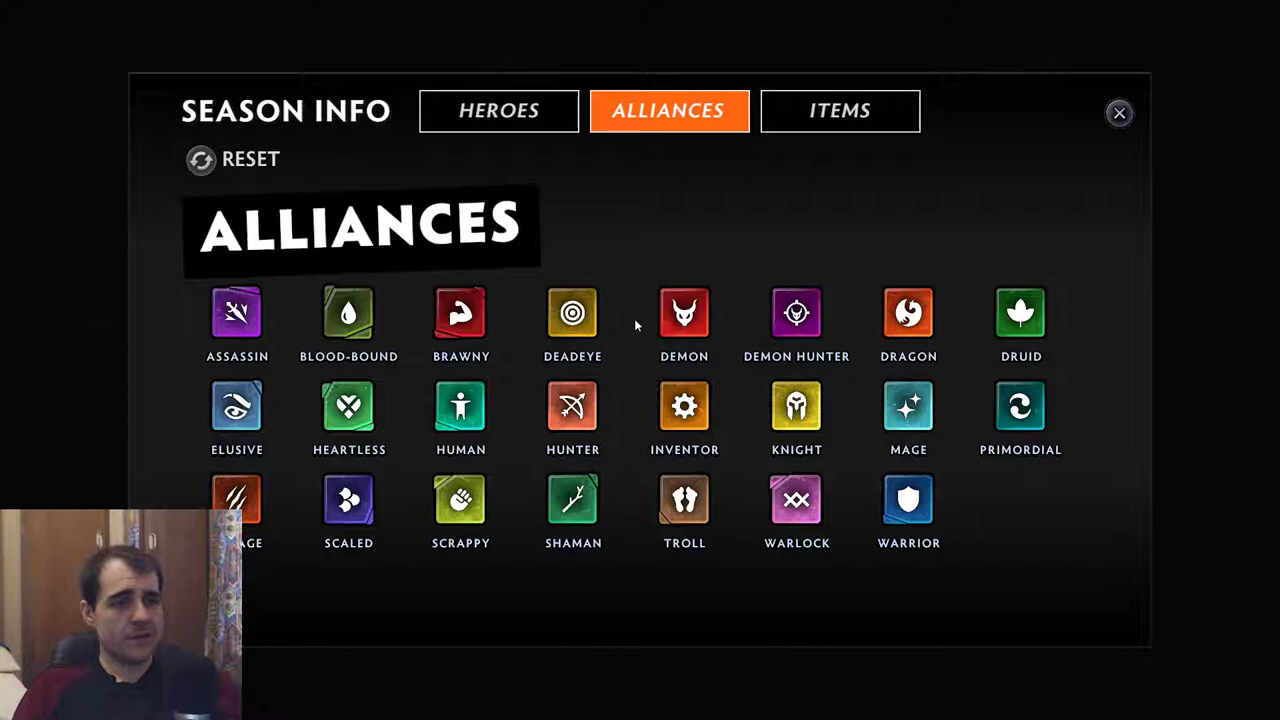 SEASON INFO HEROES ALLIANCES ITEMS
RESET
ALLIANCES
ASSASSIN BLOOD-BOUND BRAWNY DEADEYE DEMON DEMON HUNTER DRAGON DRUID
ELUSIVE HEARTLESS HUMAN HUNTER INVENTOR KNIGHT MAGE PRIMORDIAL
SCALED SCRAPPY SHAMAN TROLL WARLOCK WARRIOR